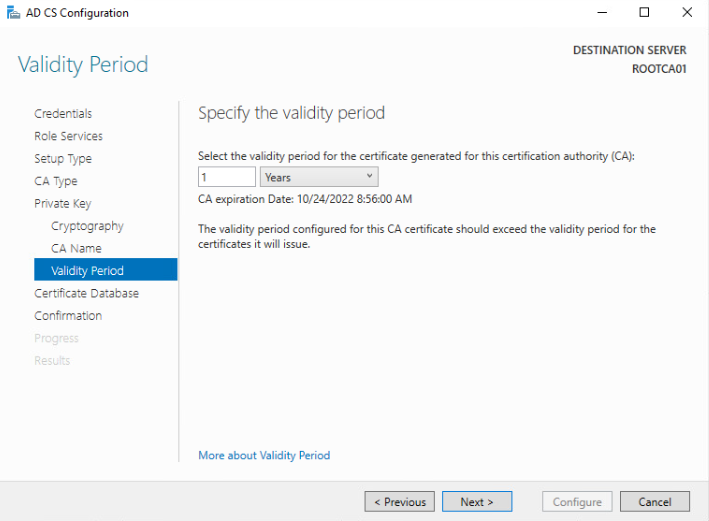 AD CS Configuration
DESTINATION SERVER
ROOTCA01
Validity Period
Credentials
Role Services
Setup Type
CA Type
Private Key
Cryptography
CA Name
Validity Period
Certificate Database
Confirmation
Progress
Results
Specify the validity period
Select the validity period for the certificate generated for this certification authority (CA):
1 Years
CA expiration Date: 10/24/2022 8:56:00 AM
The validity period configured for this CA certificate should exceed the validity period for the
certificates it will issue.
More about Validity Period
< Previous Next > Configure Cancel